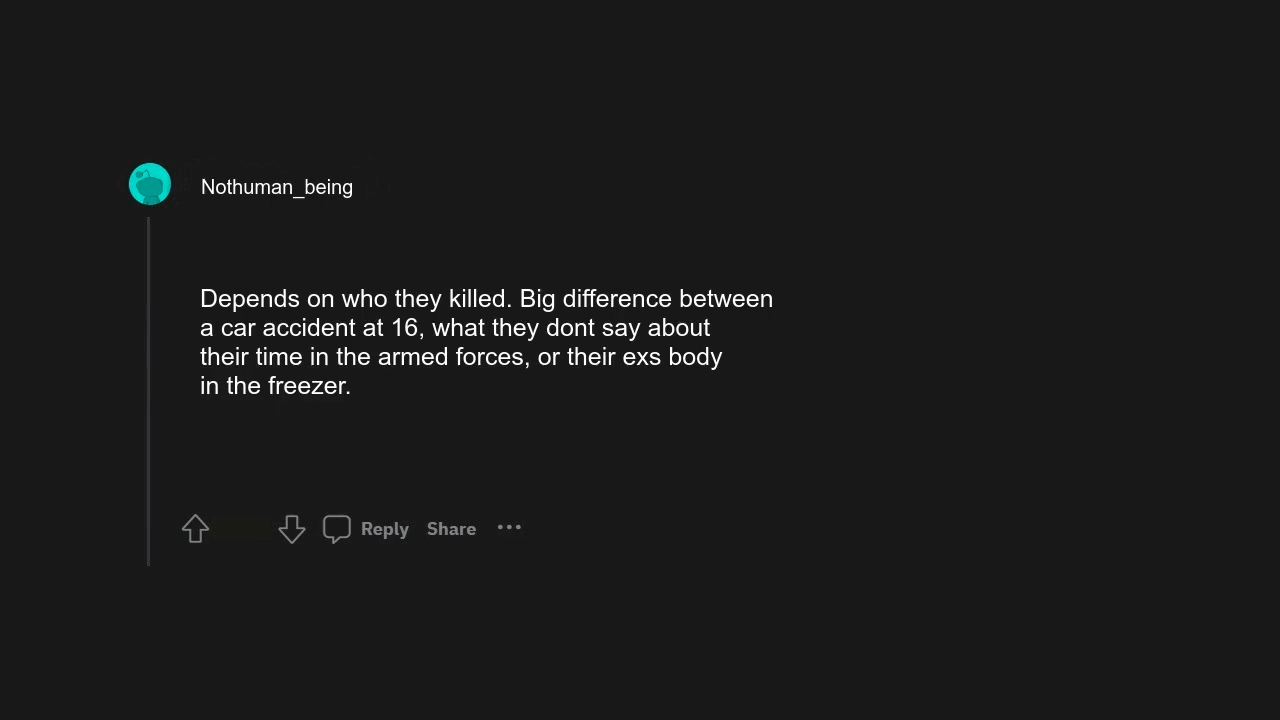 Nothuman_being
Depends on who they killed. Big difference between
a car accident at 16, what they dont say about
their time in the armed forces, or their exs body
in the freezer.
Reply Share